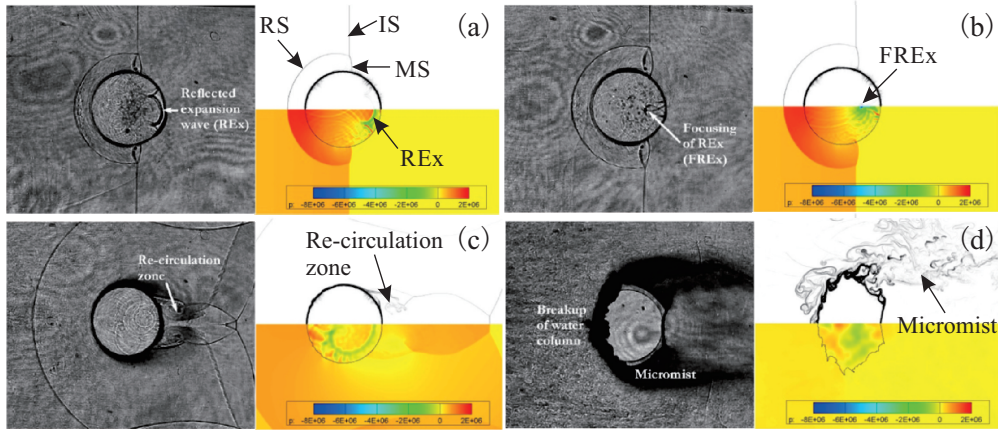 RS
IS
(a)
MS
Reflected
expansion
wave (REx)
REx
p: -8E+06 -6E+06 -4E+06 -2E+06 0 2E+06
(b)
FREx
Focusing
of REx
(FREx)
p: -8E+06 -6E+06 -4E+06 -2E+06 0 2E+06
Re-circulation
zone
Re-circulation
zone
(c)
p: -8E+06 -6E+06 -4E+06 -2E+06 0 2E+06
Breakup
of water
column
Micromist
(d)
Micromist
p: -8E+06 -6E+06 -4E+06 -2E+06 0 2E+06